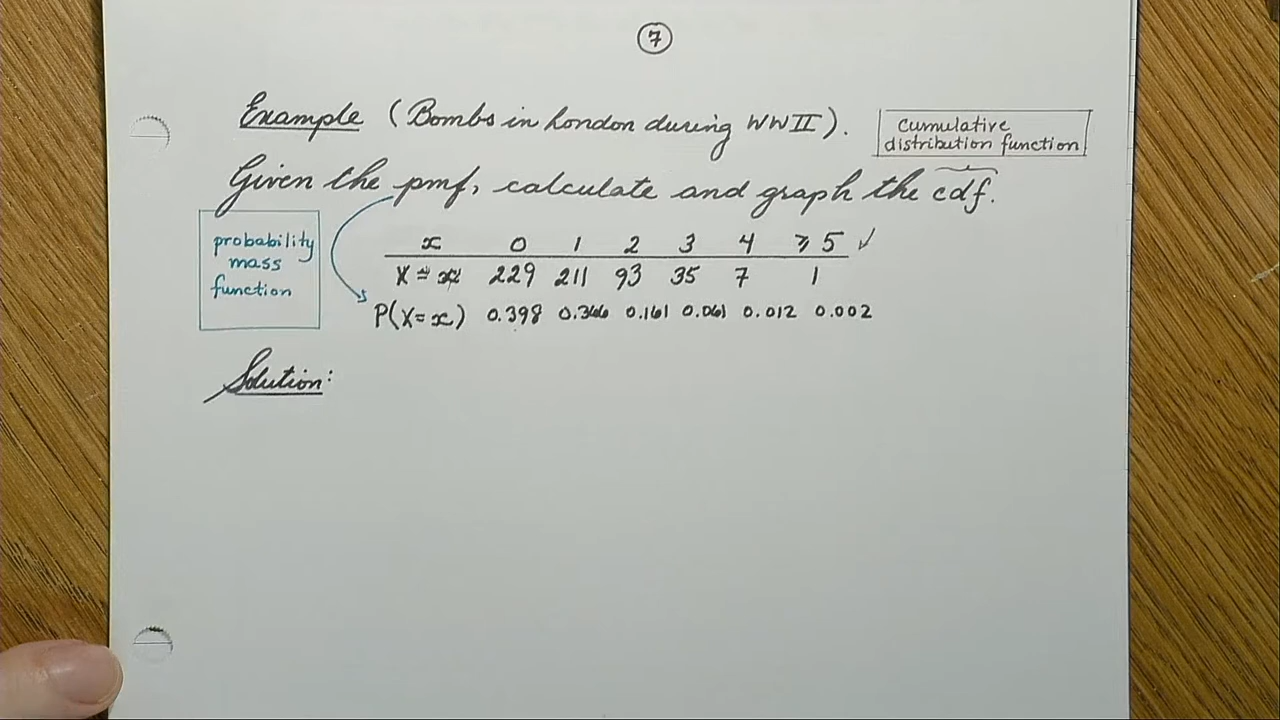 7
Example (Bombs in London during WWII).
Cumulative
distribution function
Given the pmf, calculate and graph the cdf.
probability
mass
function
x 0 1 2 3 4 ⩾ 5 ✓
X = x 229 211 93 35 7 1
P(X=x) 0.398 0.366 0.161 0.061 0.012 0.002
Solution: